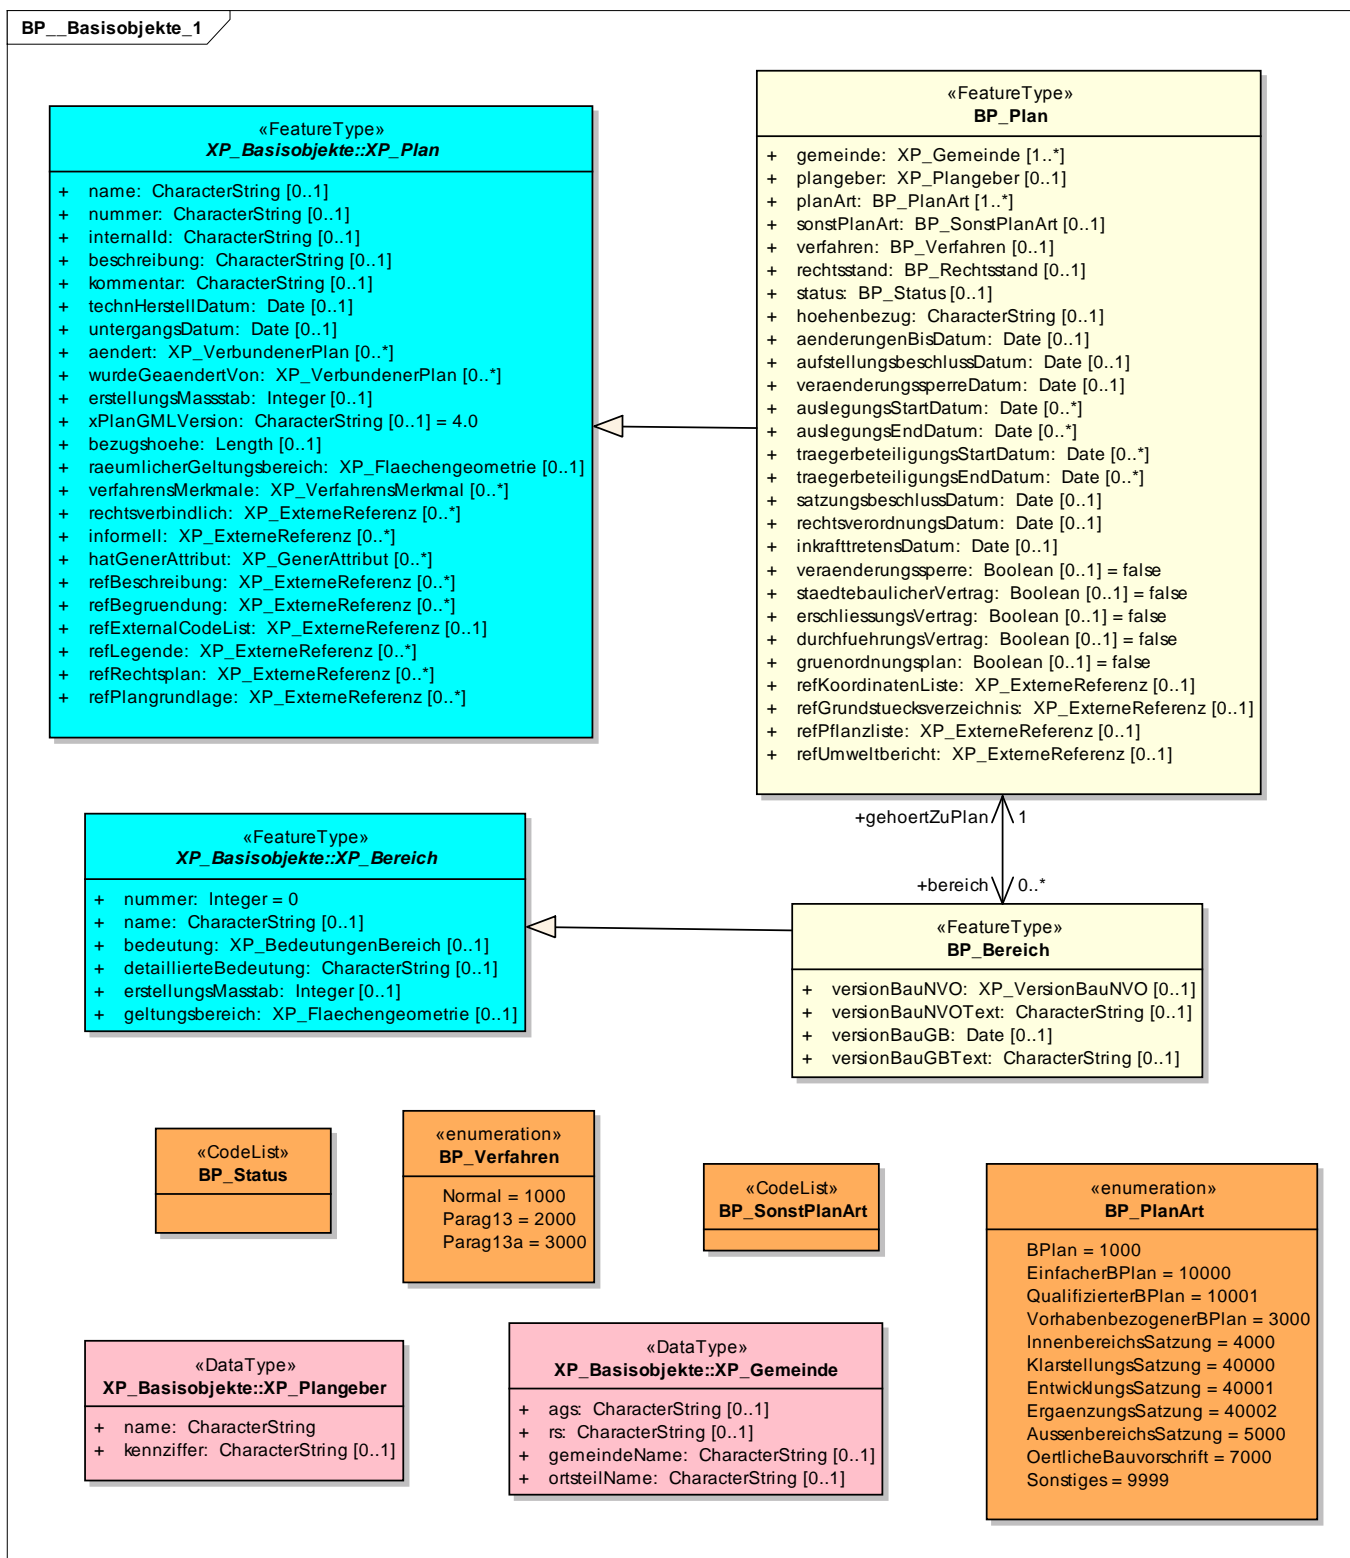 BP__Basisobjekte_1
«FeatureType»
XP_Basisobjekte::XP_Plan
+ name: CharacterString [0..1]
+ nummer: CharacterString [0..1]
+ internalId: CharacterString [0..1]
+ beschreibung: CharacterString [0..1]
+ kommentar: CharacterString [0..1]
+ technHerstellDatum: Date [0..1]
+ untergangsDatum: Date [0..1]
+ aendert: XP_VerbundenerPlan [0..*]
+ wurdeGeaendertVon: XP_VerbundenerPlan [0..*]
+ erstellungsMassstab: Integer [0..1]
+ xPlanGMLVersion: CharacterString [0..1] = 4.0
+ bezugshoehe: Length [0..1]
+ raeumlicherGeltungsbereich: XP_Flaechengeometrie [0..1]
+ verfahrensMerkmale: XP_VerfahrensMerkmal [0..*]
+ rechtsverbindlich: XP_ExterneReferenz [0..*]
+ informell: XP_ExterneReferenz [0..*]
+ hatGenerAttribut: XP_GenerAttribut [0..*]
+ refBeschreibung: XP_ExterneReferenz [0..*]
+ refBegruendung: XP_ExterneReferenz [0..*]
+ refExternalCodeList: XP_ExterneReferenz [0..1]
+ refLegende: XP_ExterneReferenz [0..*]
+ refRechtsplan: XP_ExterneReferenz [0..*]
+ refPlangrundlage: XP_ExterneReferenz [0..*]
«FeatureType»
BP_Plan
+ gemeinde: XP_Gemeinde [1..*]
+ plangeber: XP_Plangeber [0..1]
+ planArt: BP_PlanArt [1..*]
+ sonstPlanArt: BP_SonstPlanArt [0..1]
+ verfahren: BP_Verfahren [0..1]
+ rechtsstand: BP_Rechtsstand [0..1]
+ status: BP_Status [0..1]
+ hoehenbezug: CharacterString [0..1]
+ aenderungenBisDatum: Date [0..1]
+ aufstellungsbeschlussDatum: Date [0..1]
+ veraenderungssperreDatum: Date [0..1]
+ auslegungsStartDatum: Date [0..*]
+ auslegungsEndDatum: Date [0..*]
+ traegerbeteiligungsStartDatum: Date [0..*]
+ traegerbeteiligungsEndDatum: Date [0..*]
+ satzungsbeschlussDatum: Date [0..1]
+ rechtsverordnungsDatum: Date [0..1]
+ inkrafttretensDatum: Date [0..1]
+ veraenderungssperre: Boolean [0..1] = false
+ staedtebaulicherVertrag: Boolean [0..1] = false
+ erschliessungsVertrag: Boolean [0..1] = false
+ durchfuehrungsVertrag: Boolean [0..1] = false
+ gruenordnungsplan: Boolean [0..1] = false
+ refKoordinatenListe: XP_ExterneReferenz [0..1]
+ refGrundstuecksverzeichnis: XP_ExterneReferenz [0..1]
+ refPflanzliste: XP_ExterneReferenz [0..1]
+ refUmweltbericht: XP_ExterneReferenz [0..1]
+gehoertZuPlan 1
+bereich 0..*
«FeatureType»
XP_Basisobjekte::XP_Bereich
+ nummer: Integer = 0
+ name: CharacterString [0..1]
+ bedeutung: XP_BedeutungenBereich [0..1]
+ detaillierteBedeutung: CharacterString [0..1]
+ erstellungsMasstab: Integer [0..1]
+ geltungsbereich: XP_Flaechengeometrie [0..1]
«FeatureType»
BP_Bereich
+ versionBauNVO: XP_VersionBauNVO [0..1]
+ versionBauNVOText: CharacterString [0..1]
+ versionBauGB: Date [0..1]
+ versionBauGBText: CharacterString [0..1]
«CodeList»
BP_Status
«enumeration»
BP_Verfahren
Normal = 1000
Parag13 = 2000
Parag13a = 3000
«CodeList»
BP_SonstPlanArt
«enumeration»
BP_PlanArt
BPlan = 1000
EinfacherBPlan = 10000
QualifizierterBPlan = 10001
VorhabenbezogenerBPlan = 3000
InnenbereichsSatzung = 4000
KlarstellungsSatzung = 40000
EntwicklungsSatzung = 40001
ErgaenzungsSatzung = 40002
AussenbereichsSatzung = 5000
OertlicheBauvorschrift = 7000
Sonstiges = 9999
«DataType»
XP_Basisobjekte::XP_Plangeber
+ name: CharacterString
+ kennziffer: CharacterString [0..1]
«DataType»
XP_Basisobjekte::XP_Gemeinde
+ ags: CharacterString [0..1]
+ rs: CharacterString [0..1]
+ gemeindeName: CharacterString [0..1]
+ ortsteilName: CharacterString [0..1]